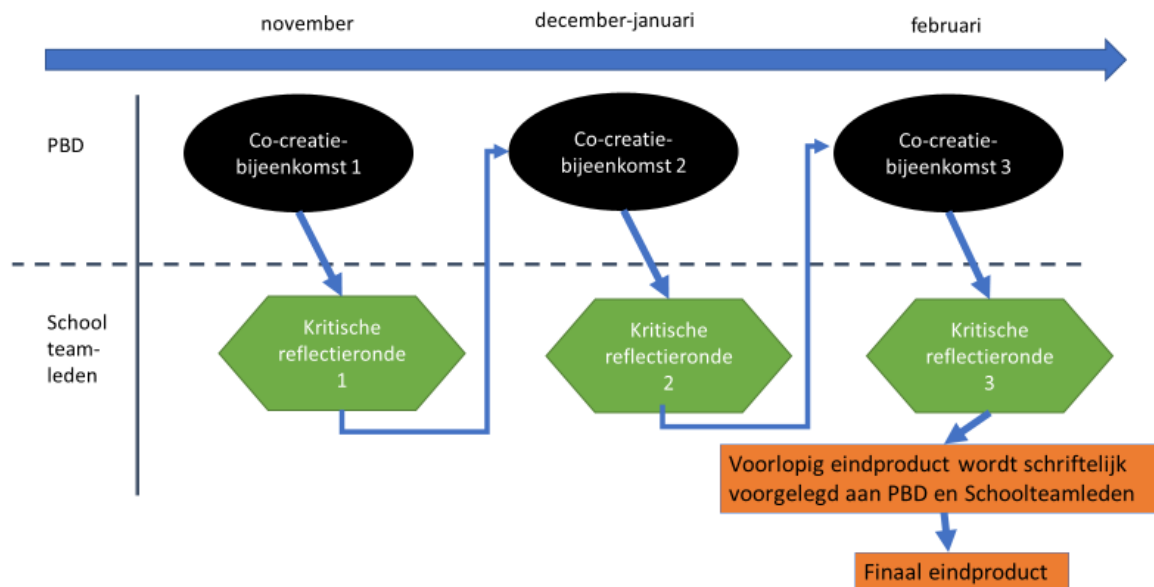 november
december-januari
februari
PBD
Co-creatie-
bijeenkomst 1
Co-creatie-
bijeenkomst 2
Co-creatie-
bijeenkomst 3
School
team-
leden
Kritische
reflectieronde
1
Kritische
reflectieronde
2
Kritische
reflectieronde
3
Voorlopig eindproduct wordt schriftelijk
voorgelegd aan PBD en Schoolteamleden
Finaal eindproduct